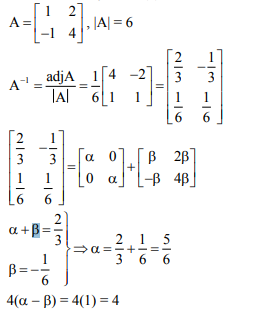 A = [1 2; -1 4], |A| = 6
A⁻¹ = adjA/|A| = 1/6 [4 -2; 1 1] = [2/3 -1/3; 1/6 1/6]
[2/3 -1/3; 1/6 1/6] = [α 0; 0 α] + [β 2β; -β 4β]
α + β = 2/3
β = -1/6 } ⇒ α = 2/3 + 1/6 = 5/6
4(α − β) = 4(1) = 4